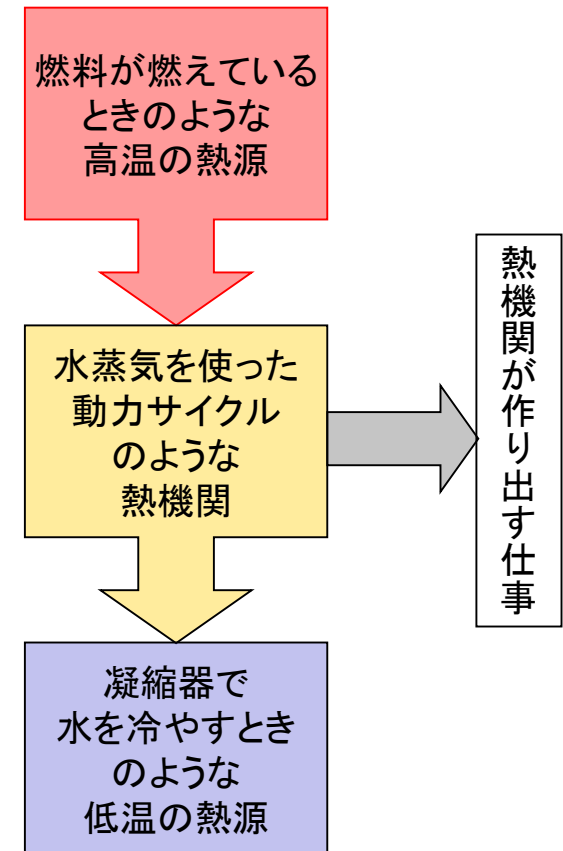 燃料が燃えている
ときのような
高温の熱源
水蒸気を使った
動力サイクル
のような
熱機関
熱機関が作り出す仕事
凝縮器で
水を冷やすとき
のような
低温の熱源